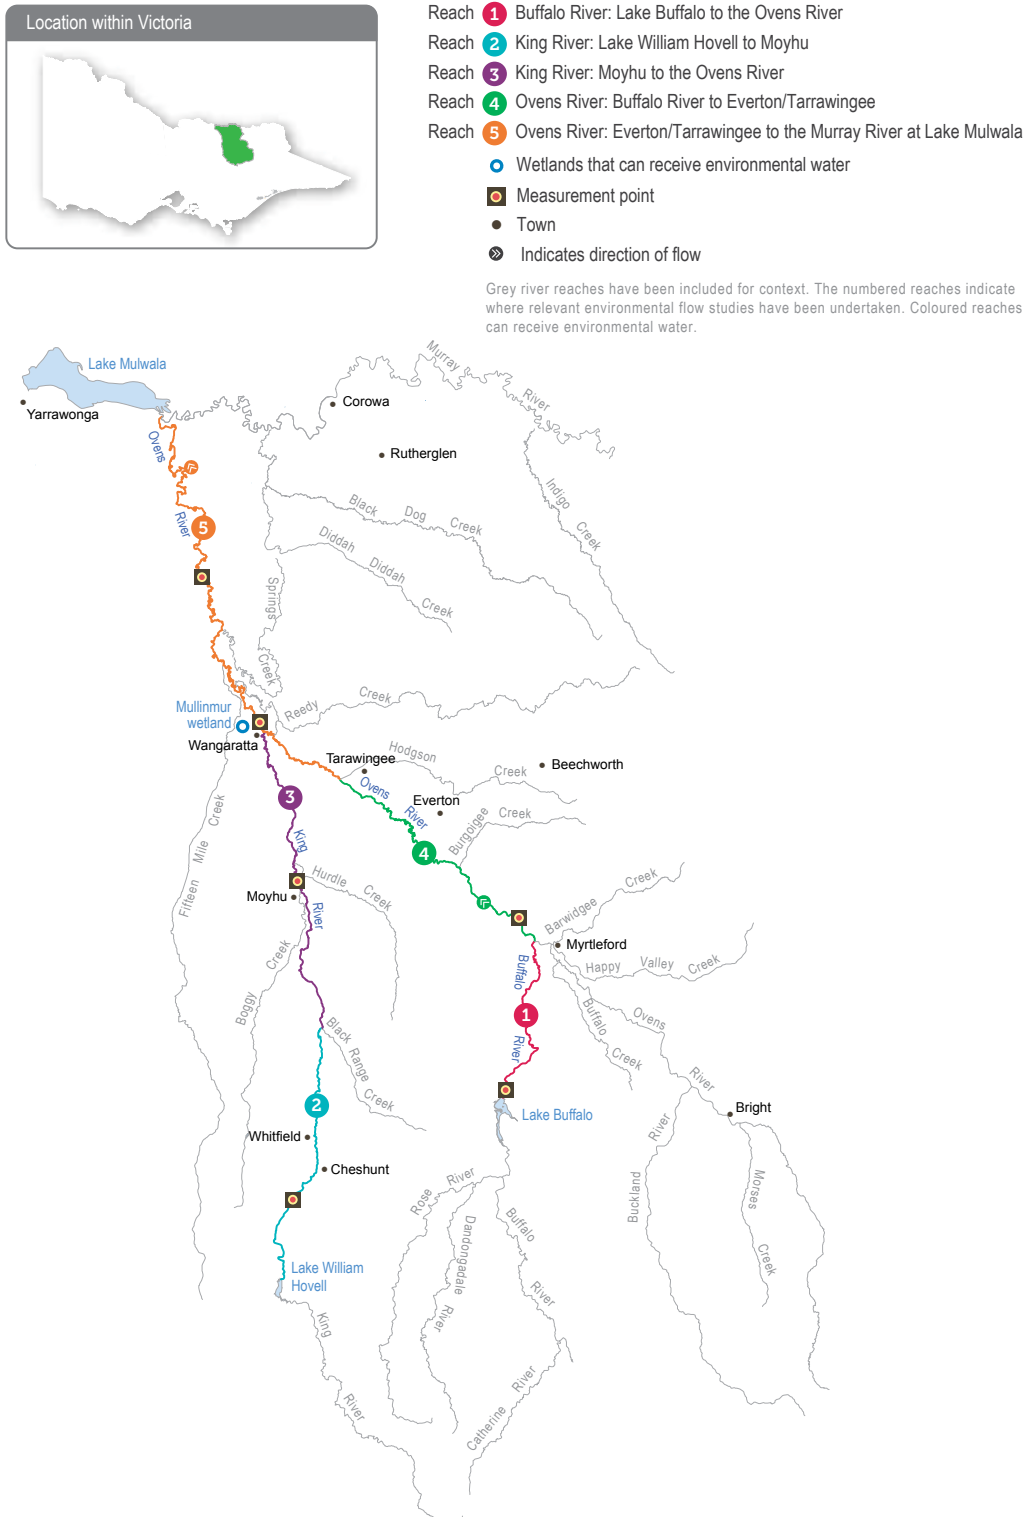 Location within Victoria
Reach 1 Buffalo River: Lake Buffalo to the Ovens River
Reach 2 King River: Lake William Hovell to Moyhu
Reach 3 King River: Moyhu to the Ovens River
Reach 4 Ovens River: Buffalo River to Everton/Tarrawingee
Reach 5 Ovens River: Everton/Tarrawingee to the Murray River at Lake Mulwala
Wetlands that can receive environmental water
Measurement point
Town
Indicates direction of flow
Grey river reaches have been included for context. The numbered reaches indicate
where relevant environmental flow studies have been undertaken. Coloured reaches
can receive environmental water.
Murray River
Lake Mulwala
Yarrawonga
Corowa
Ovens River
Rutherglen
Indigo Creek
Black Dog Creek
5
Diddah Diddah Creek
Springs Creek
Mullinmur
wetland
Reedy Creek
Wangaratta
Tarawingee
Hodgson Creek
Beechworth
Ovens River
Everton
3
Burgoigee Creek
Fifteen Mile Creek
King River
4
Hurdle Creek
Moyhu
Barwidgee Creek
Myrtleford
Happy Valley Creek
Boggy Creek
Buffalo River
Buffalo Creek
Ovens River
1
Black Range Creek
2
Lake Buffalo
Bright
Whitfield
Cheshunt
Rose River
Buckland River
Morses Creek
Dandongadale River
Buffalo River
Lake William
Hovell
King River
Catherine River